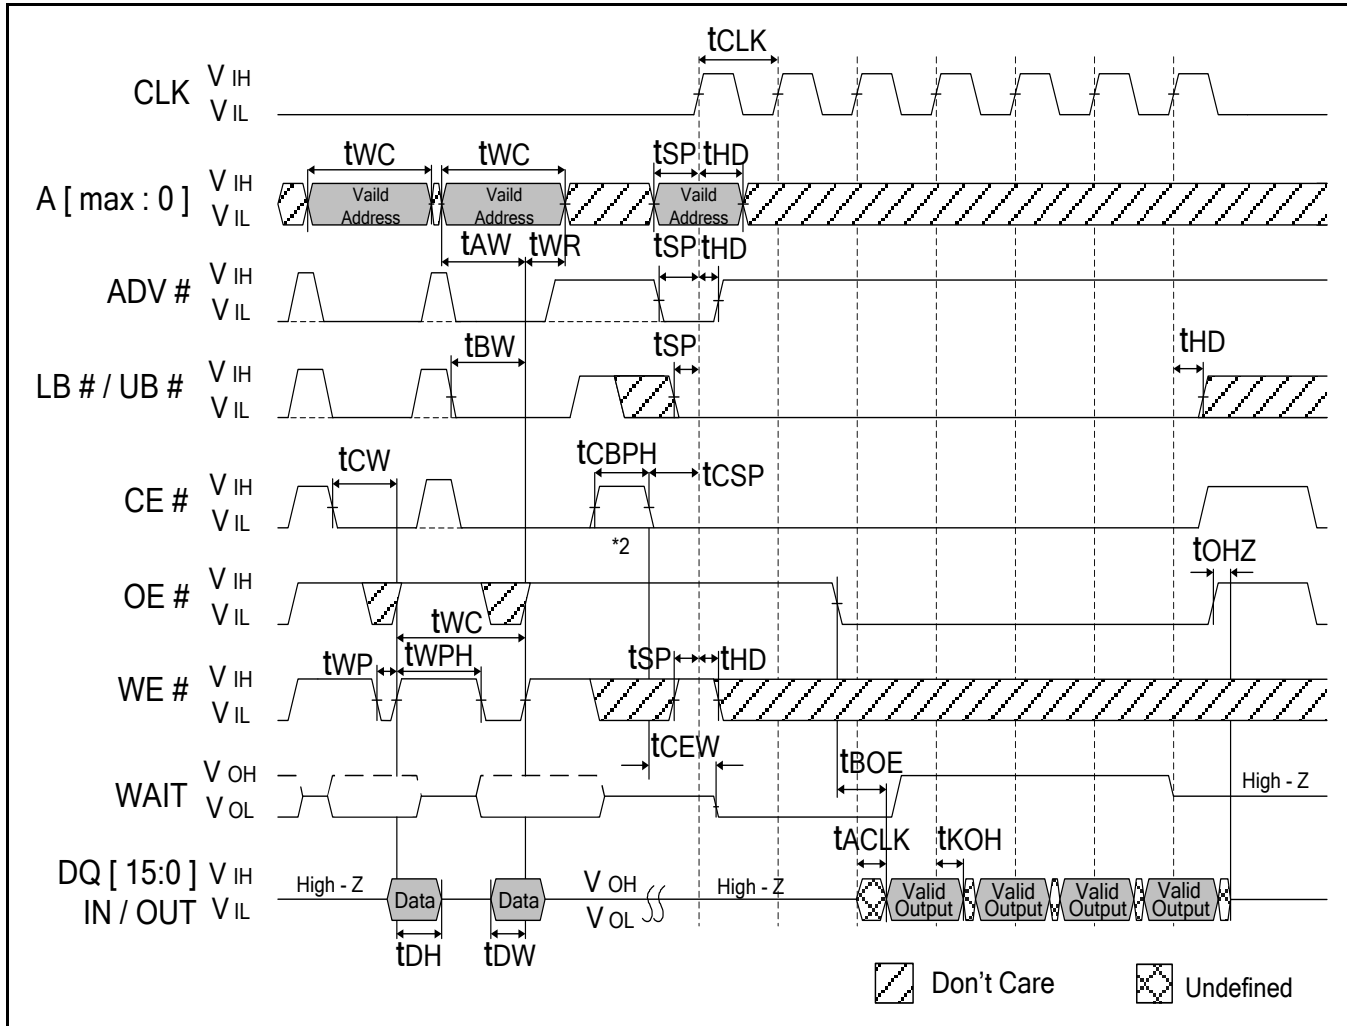 tCLK
CLK V IH
V IL
tWC tWC tSP tHD
A [ max : 0 ] V IH
V IL
Vaild Address Vaild Address Vaild Address
tAW tWR tSP tHD
ADV # V IH
V IL
tBW tSP tHD
LB # / UB # V IH
V IL
tCW tCBPH tCSP
CE # V IH
V IL
*2
tOHZ
OE # V IH
V IL
tWC
tWP tWPH tSP tHD
WE # V IH
V IL
tCEW tBOE
WAIT V OH
V OL
High - Z
tACLK tKOH
DQ [ 15:0 ] V IH
IN / OUT V IL
High - Z Data Data V OH
V OL
High - Z Valid Output Valid Output Valid Output Valid Output
tDH tDW
Don't Care Undefined